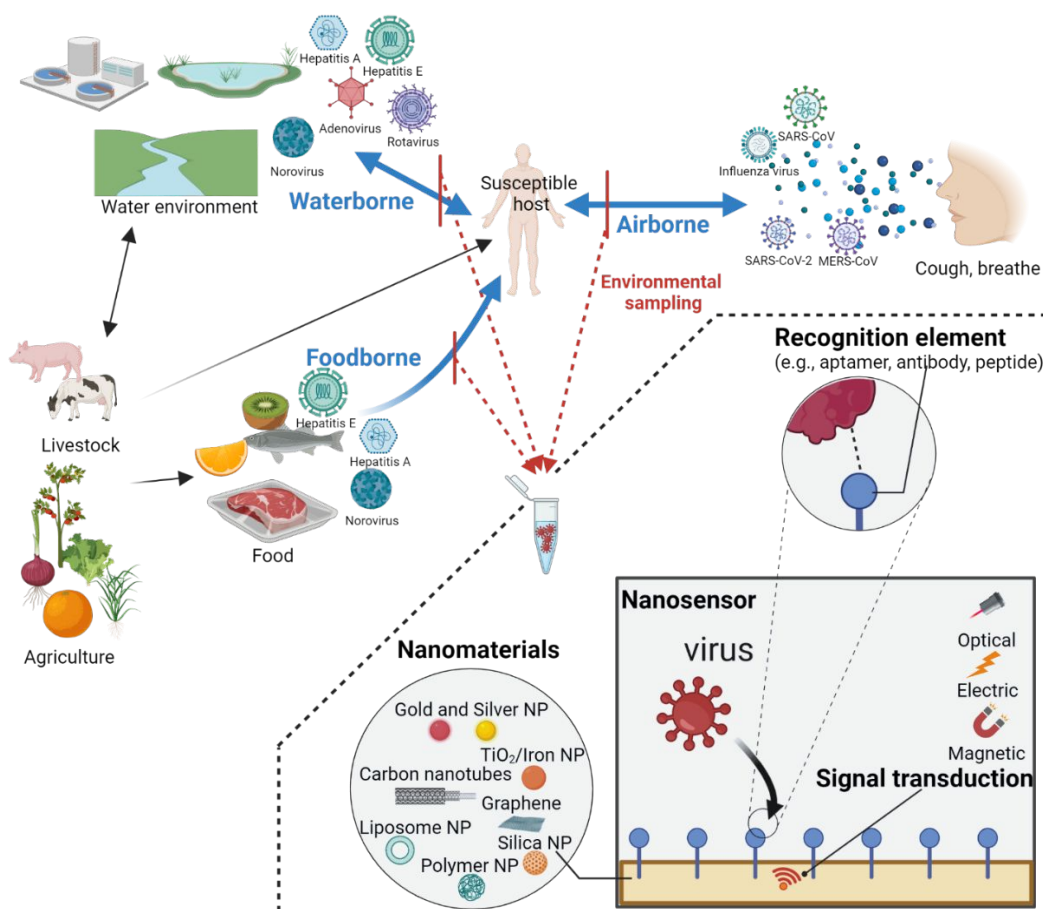 Hepatitis A
Hepatitis E
Adenovirus
Rotavirus
Norovirus
Water environment
Waterborne
Susceptible
host
Airborne
SARS-CoV
Influenza virus
SARS-CoV-2
MERS-CoV
Cough, breathe
Environmental
sampling
Foodborne
Livestock
Hepatitis E
Hepatitis A
Norovirus
Food
Agriculture
Recognition element
(e.g., aptamer, antibody, peptide)
Nanosensor
virus
Optical
Electric
Magnetic
Signal transduction
Nanomaterials
Gold and Silver NP
TiO₂/Iron NP
Carbon nanotubes
Graphene
Liposome NP
Silica NP
Polymer NP